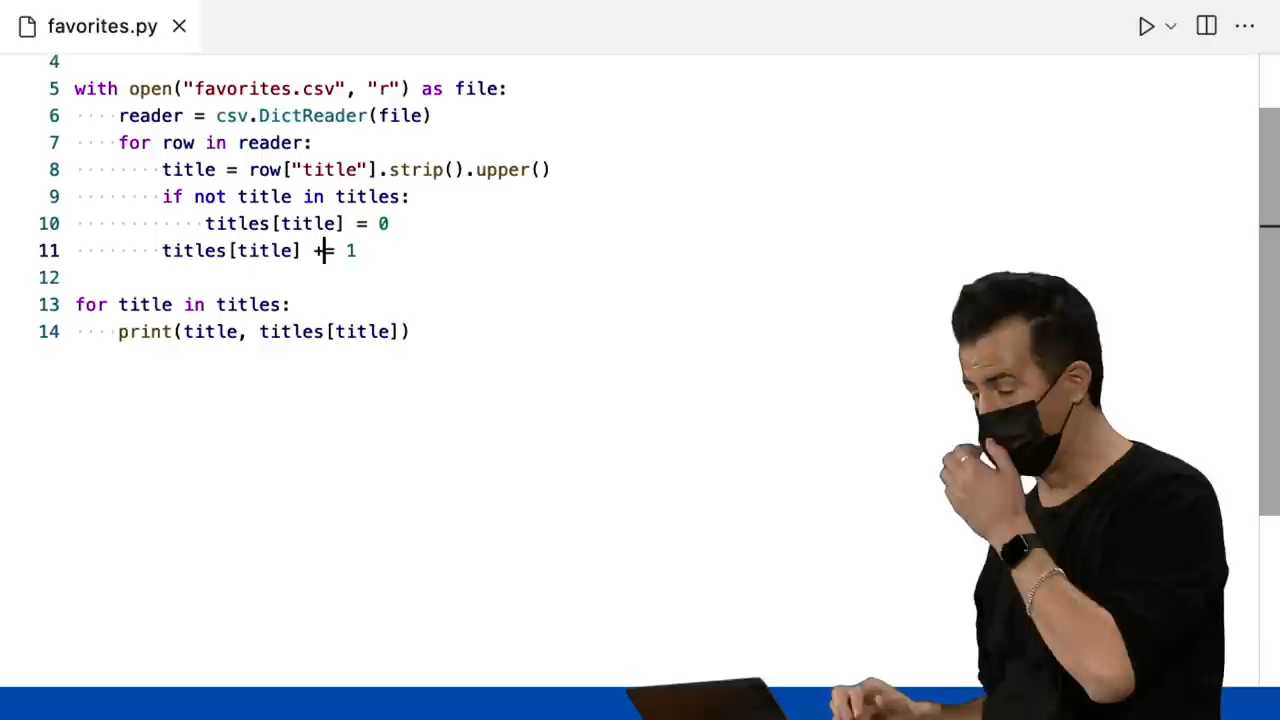 favorites.py
4
5 with open("favorites.csv", "r") as file:
6 reader = csv.DictReader(file)
7 for row in reader:
8 title = row["title"].strip().upper()
9 if not title in titles:
10 titles[title] = 0
11 titles[title] += 1
12
13 for title in titles:
14 print(title, titles[title])